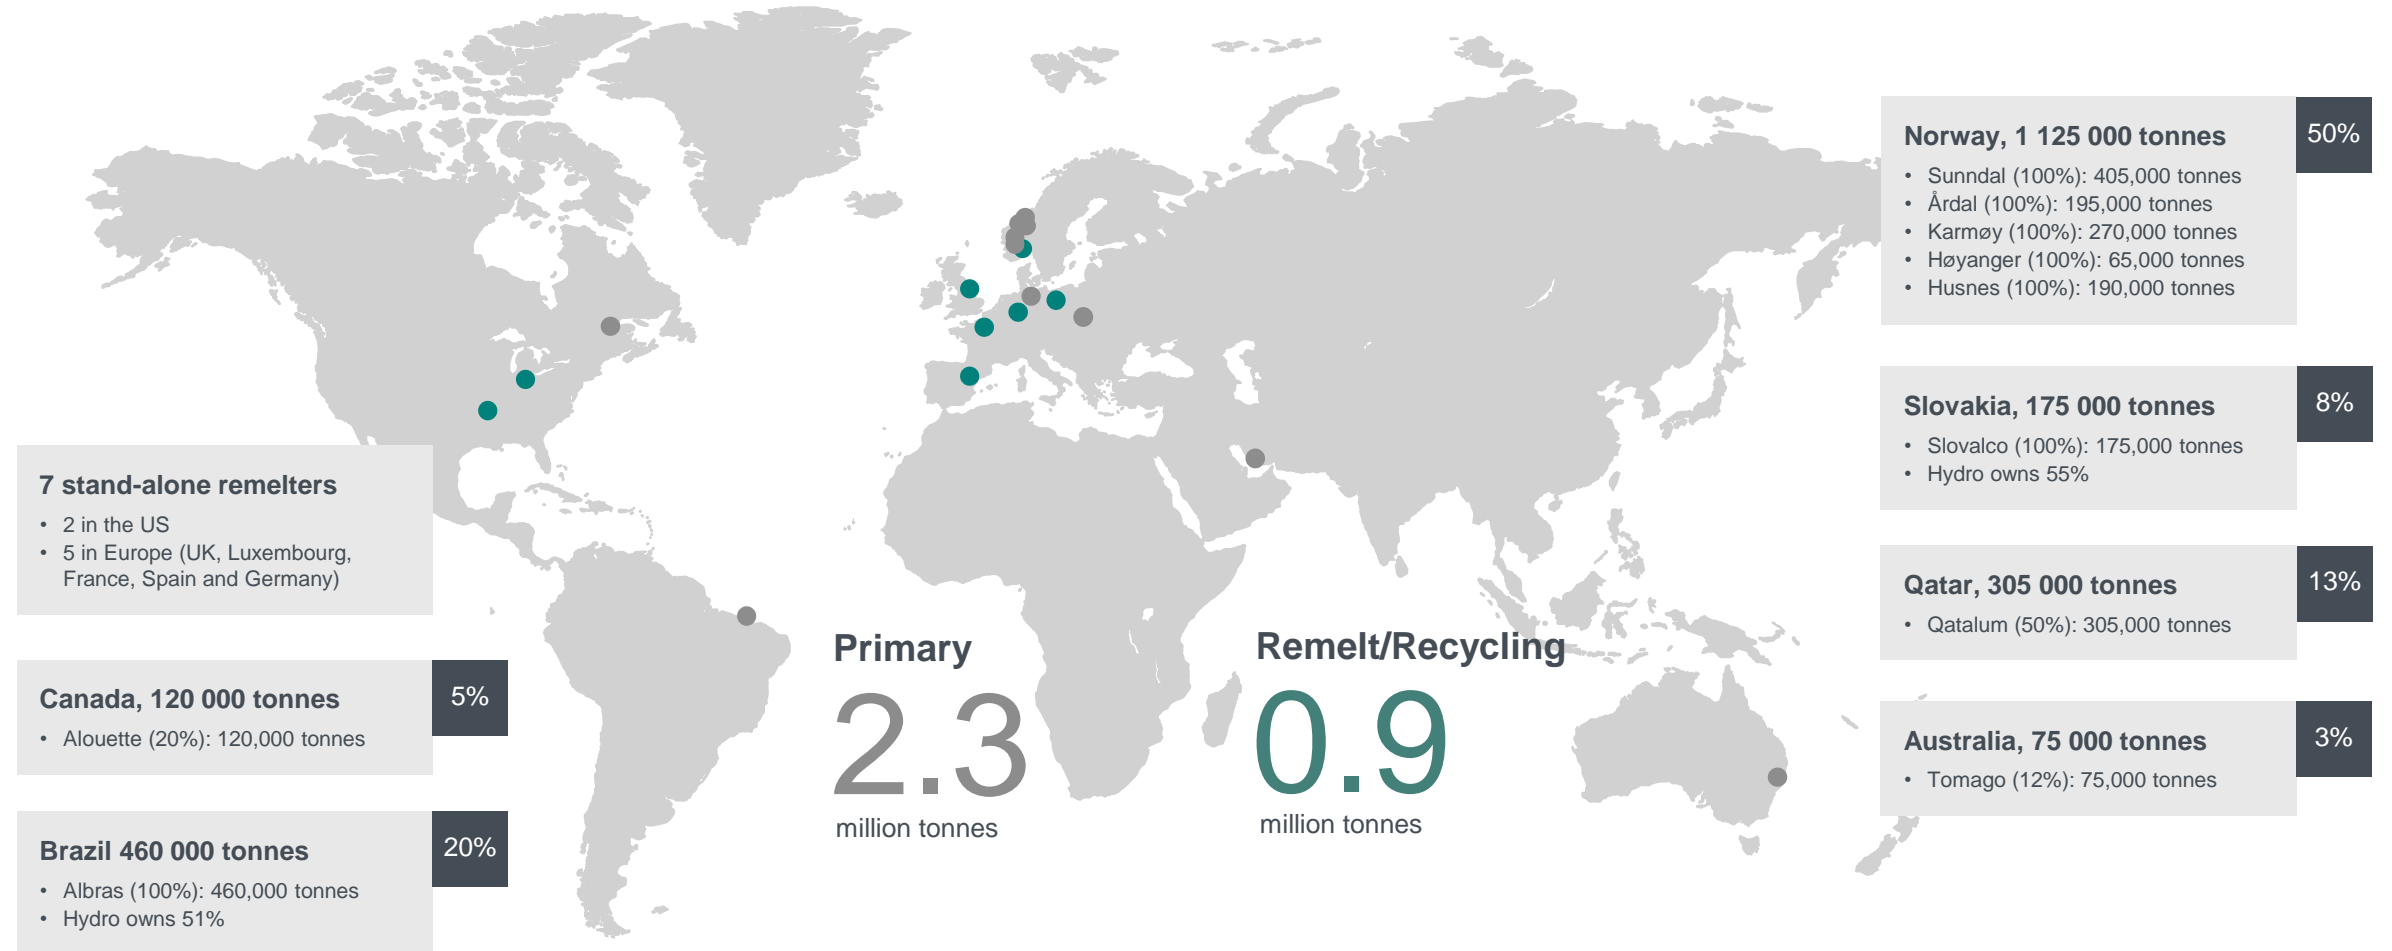 Norway, 1 125 000 tonnes
50%
• Sunndal (100%): 405,000 tonnes
• Årdal (100%): 195,000 tonnes
• Karmøy (100%): 270,000 tonnes
• Høyanger (100%): 65,000 tonnes
• Husnes (100%): 190,000 tonnes
Slovakia, 175 000 tonnes
8%
• Slovalco (100%): 175,000 tonnes
• Hydro owns 55%
7 stand-alone remelters
• 2 in the US
• 5 in Europe (UK, Luxembourg,
France, Spain and Germany)
Qatar, 305 000 tonnes
13%
• Qatalum (50%): 305,000 tonnes
Canada, 120 000 tonnes
5%
• Alouette (20%): 120,000 tonnes
Primary
2.3
million tonnes
Remelt/Recycling
0.9
million tonnes
Australia, 75 000 tonnes
3%
• Tomago (12%): 75,000 tonnes
Brazil 460 000 tonnes
20%
• Albras (100%): 460,000 tonnes
• Hydro owns 51%